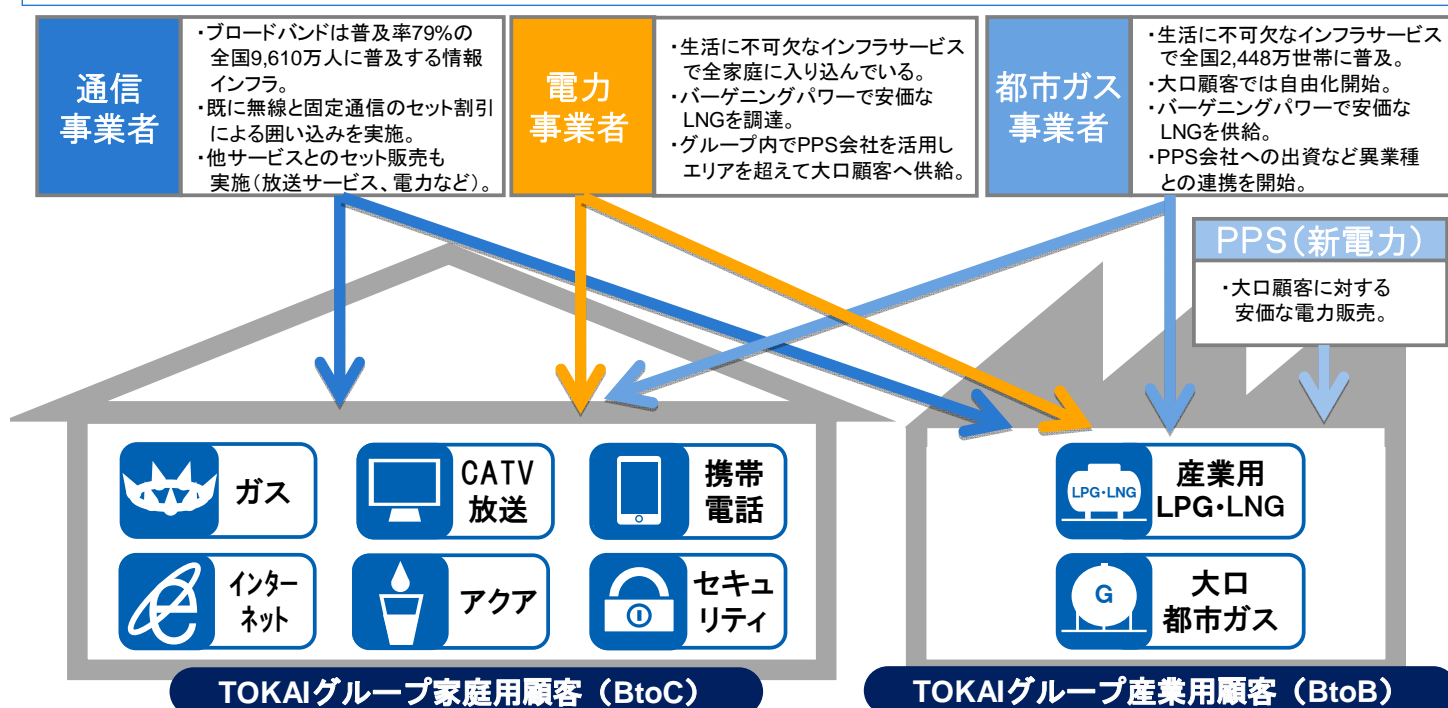 通信
事業者
・ブロードバンドは普及率79%の
全国9,610万人に普及する情報
インフラ。
・既に無線と固定通信のセット割引
による囲い込みを実施。
・他サービスとのセット販売も
実施(放送サービス、電力など)。
電力
事業者
・生活に不可欠なインフラサービス
で全家庭に入り込んでいる。
・バーゲニングパワーで安価な
LNGを調達。
・グループ内でPPS会社を活用し
エリアを超えて大口顧客へ供給。
都市ガス
事業者
・生活に不可欠なインフラサービス
で全国2,448万世帯に普及。
・大口顧客では自由化開始。
・バーゲニングパワーで安価な
LNGを供給。
・PPS会社への出資など異業種
との連携を開始。
PPS(新電力)
・大口顧客に対する
安価な電力販売。
ガス
CATV
放送
携帯
電話
インター
ネット
アクア
セキュ
リティ
LPG・LNG
産業用
LPG・LNG
G
大口
都市ガス
TOKAIグループ家庭用顧客(BtoC)
TOKAIグループ産業用顧客(BtoB)